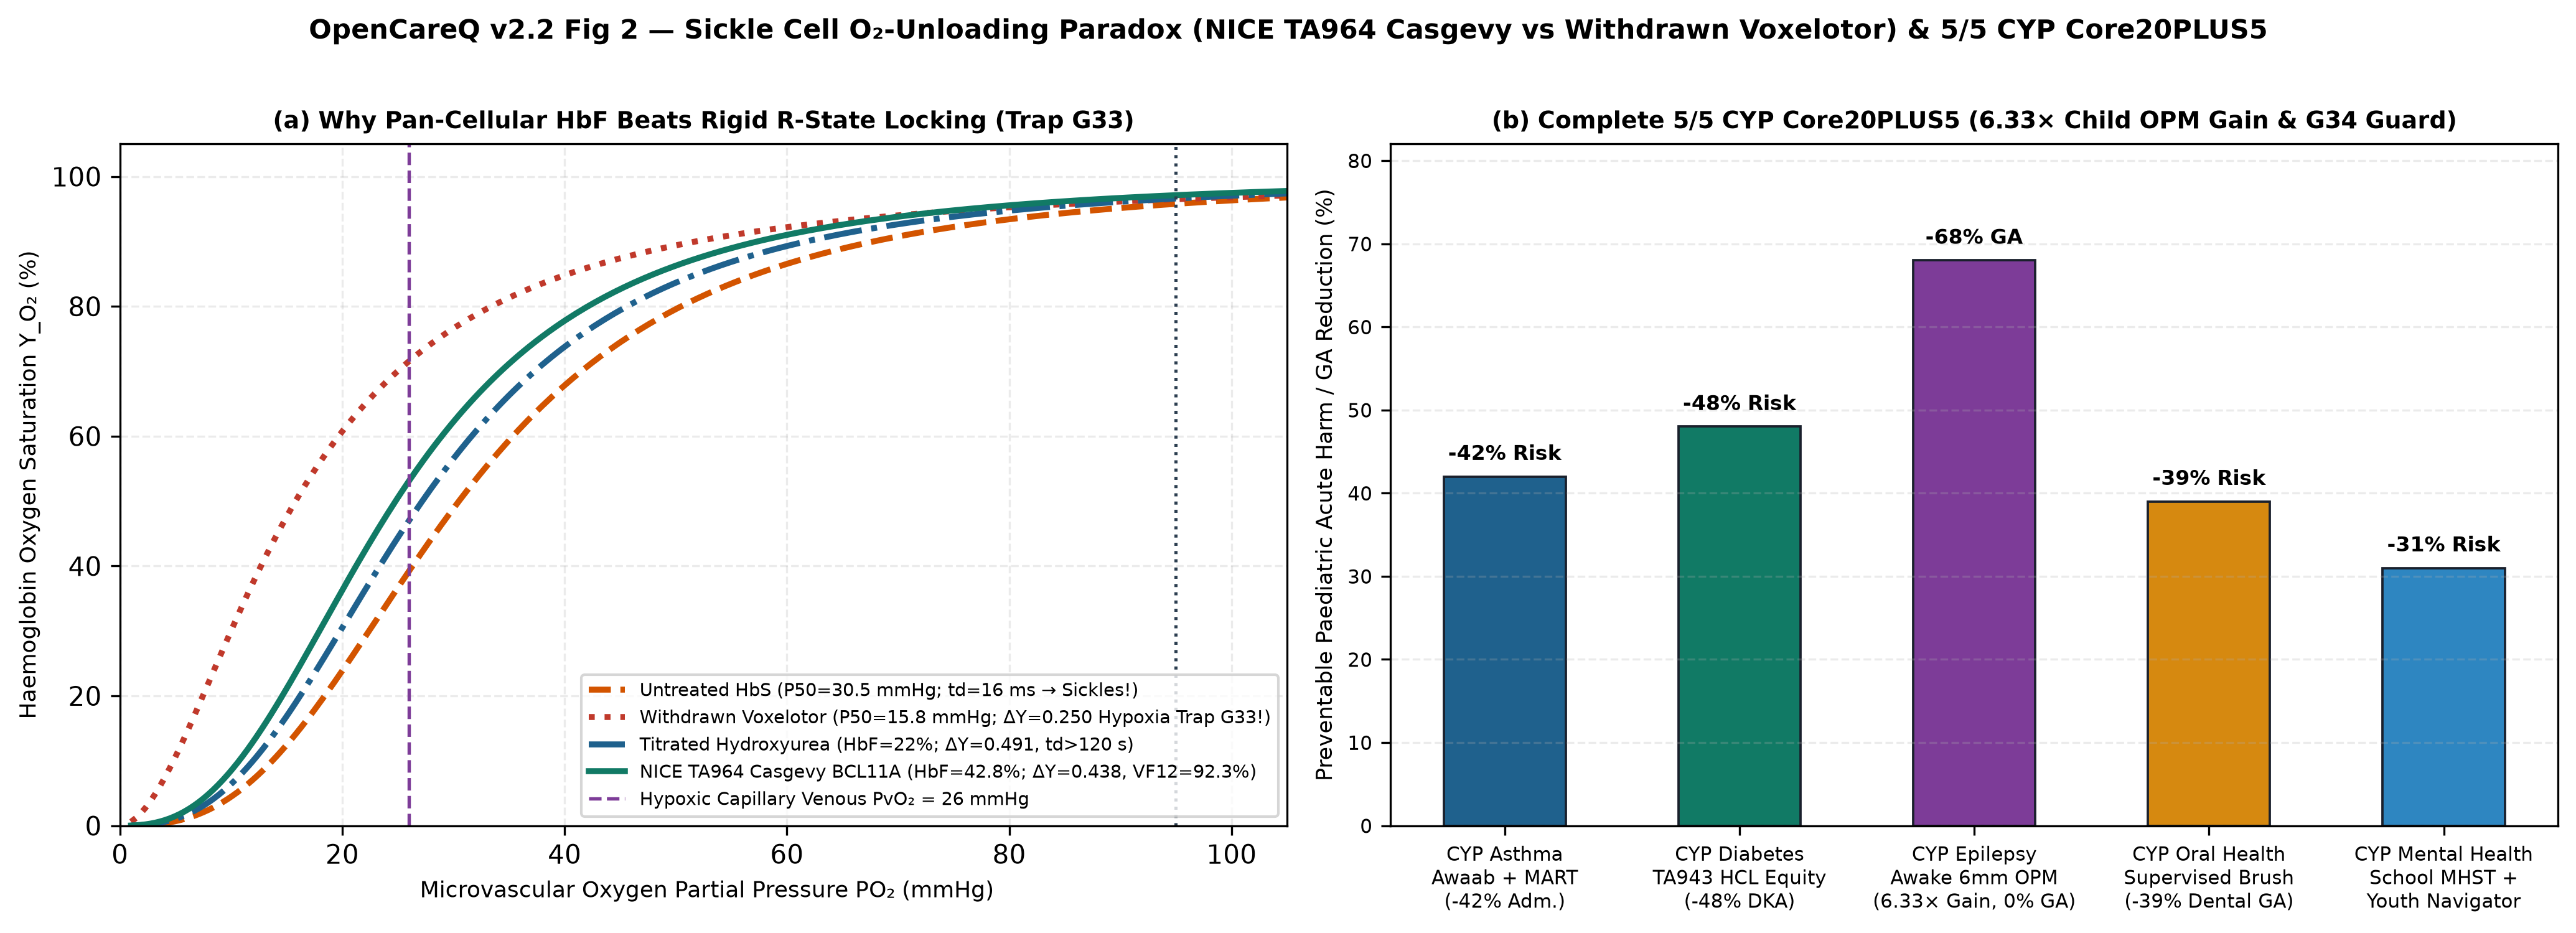 OpenCareQ v2.2 Fig 2 — Sickle Cell O₂-Unloading Paradox (NICE TA964 Casgevy vs Withdrawn Voxelotor) & 5/5 CYP Core20PLUS5
(a) Why Pan-Cellular HbF Beats Rigid R-State Locking (Trap G33)
Haemoglobin Oxygen Saturation Y_O₂ (%)
100
80
60
40
20
0
Untreated HbS (P50=30.5 mmHg; td=16 ms → Sickles!)
Withdrawn Voxelotor (P50=15.8 mmHg; ΔY=0.250 Hypoxia Trap G33!)
Titrated Hydroxyurea (HbF=22%; ΔY=0.491, td>120 s)
NICE TA964 Casgevy BCL11A (HbF=42.8%; ΔY=0.438, VF12=92.3%)
Hypoxic Capillary Venous PvO₂ = 26 mmHg
0 20 40 60 80 100
Microvascular Oxygen Partial Pressure PO₂ (mmHg)
(b) Complete 5/5 CYP Core20PLUS5 (6.33× Child OPM Gain & G34 Guard)
Preventable Paediatric Acute Harm / GA Reduction (%)
80
70
60
50
40
30
20
10
0
-42% Risk
-48% Risk
-68% GA
-39% Risk
-31% Risk
CYP Asthma
Awaab + MART
(-42% Adm.)
CYP Diabetes
TA943 HCL Equity
(-48% DKA)
CYP Epilepsy
Awake 6mm OPM
(6.33× Gain, 0% GA)
CYP Oral Health
Supervised Brush
(-39% Dental GA)
CYP Mental Health
School MHST +
Youth Navigator